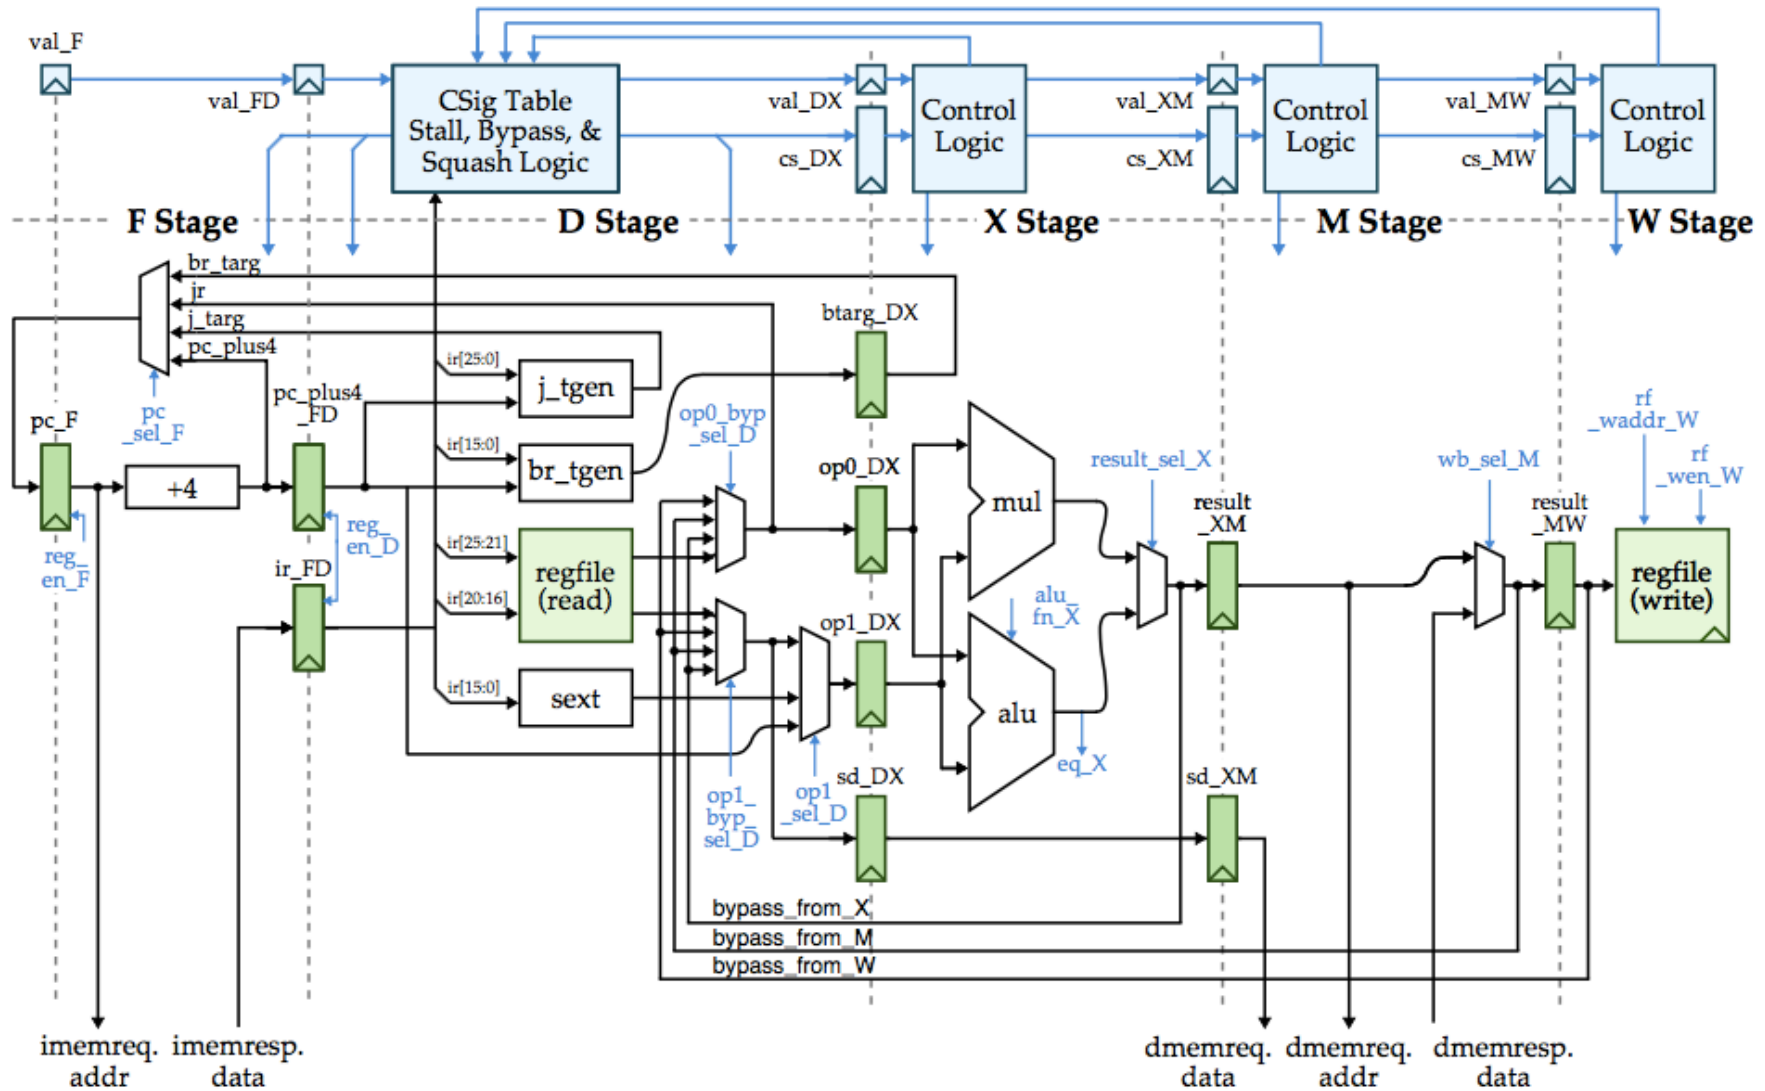 val_F
val_FD
CSig Table
Stall, Bypass, &
Squash Logic
val_DX
cs_DX
Control
Logic
val_XM
cs_XM
Control
Logic
val_MW
cs_MW
Control
Logic
F Stage
D Stage
X Stage
M Stage
W Stage
br_targ
jr
j_targ
pc_plus4
pc_F
pc
_sel_F
pc_plus4
_FD
reg_
en_F
+4
reg_
en_D
ir_FD
ir[25:0]
j_tgen
ir[15:0]
br_tgen
ir[25:21]
ir[20:16]
regfile
(read)
ir[15:0]
sext
op0_byp
_sel_D
op1_
byp_
sel_D
op1
_sel_D
btarg_DX
op0_DX
op1_DX
sd_DX
mul
alu_
fn_X
alu
eq_X
result_sel_X
result
_XM
sd_XM
wb_sel_M
result
_MW
rf
_waddr_W
rf
_wen_W
regfile
(write)
bypass_from_X
bypass_from_M
bypass_from_W
imemreq.
addr
imemresp.
data
dmemreq.
data
dmemreq.
addr
dmemresp.
data